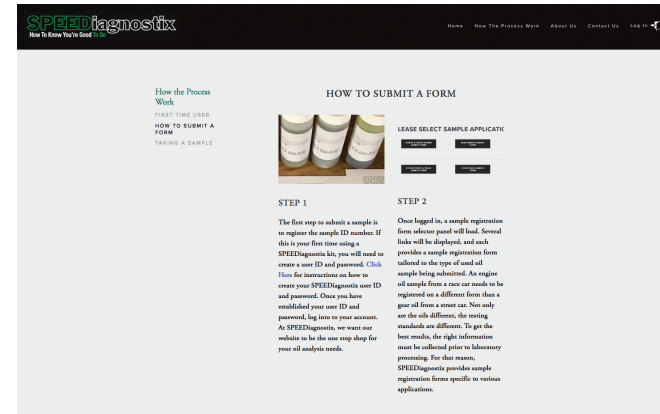 SPEEDiagnostix
How To Know You're Good To Go
Home How The Process Work About Us Contact Us Log In
How the Process
Work
FIRST TIME USER
HOW TO SUBMIT A
FORM
TAKING A SAMPLE
HOW TO SUBMIT A FORM
LEASE SELECT SAMPLE APPLICATIO
STEP 1
The first step to submit a sample is
to register the sample ID number. If
this is your first time using a
SPEEDiagnostix kit, you will need to
create a user ID and password. Click
Here for instructions on how to
create your SPEEDiagnostix user ID
and password. Once you have
established your user ID and
password, log into to your account.
At SPEEDiagnostix, we want our
website to be the one stop shop for
your oil analysis needs.
STEP 2
Once logged in, a sample registration
form selector panel will load. Several
links will be displayed, and each
provides a sample registration form
tailored to the type of used oil
sample being submitted. An engine
oil sample from a race car needs to be
registered on a different form than a
gear oil from a street car. Not only
are the oils different, the testing
standards are different. To get the
best results, the right information
must be collected prior to laboratory
processing. For that reason,
SPEEDiagnostix provides sample
registration forms specific to various
applications.